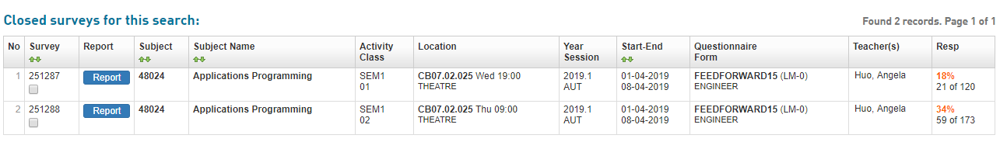 Closed surveys for this search:
Found 2 records. Page 1 of 1
No Survey Report Subject Subject Name Activity Class Location Year Session Start-End Questionnaire Form Teacher(s) Resp
1 251287 Report 48024 Applications Programming SEM1 CB07.02.025 Wed 19:00 2019.1 01-04-2019 FEEDFORWARD15 (LM-0) Huo, Angela 18%
01 THEATRE AUT 08-04-2019 ENGINEER 21 of 120
2 251288 Report 48024 Applications Programming SEM1 CB07.02.025 Thu 09:00 2019.1 01-04-2019 FEEDFORWARD15 (LM-0) Huo, Angela 34%
02 THEATRE AUT 08-04-2019 ENGINEER 59 of 173